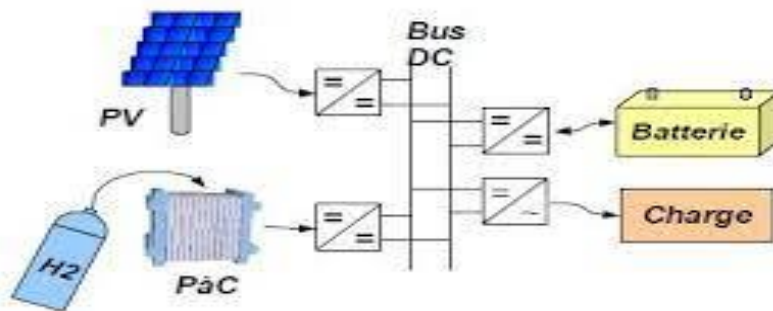 Bus
DC
PV
Batterie
H2
PàC
Charge